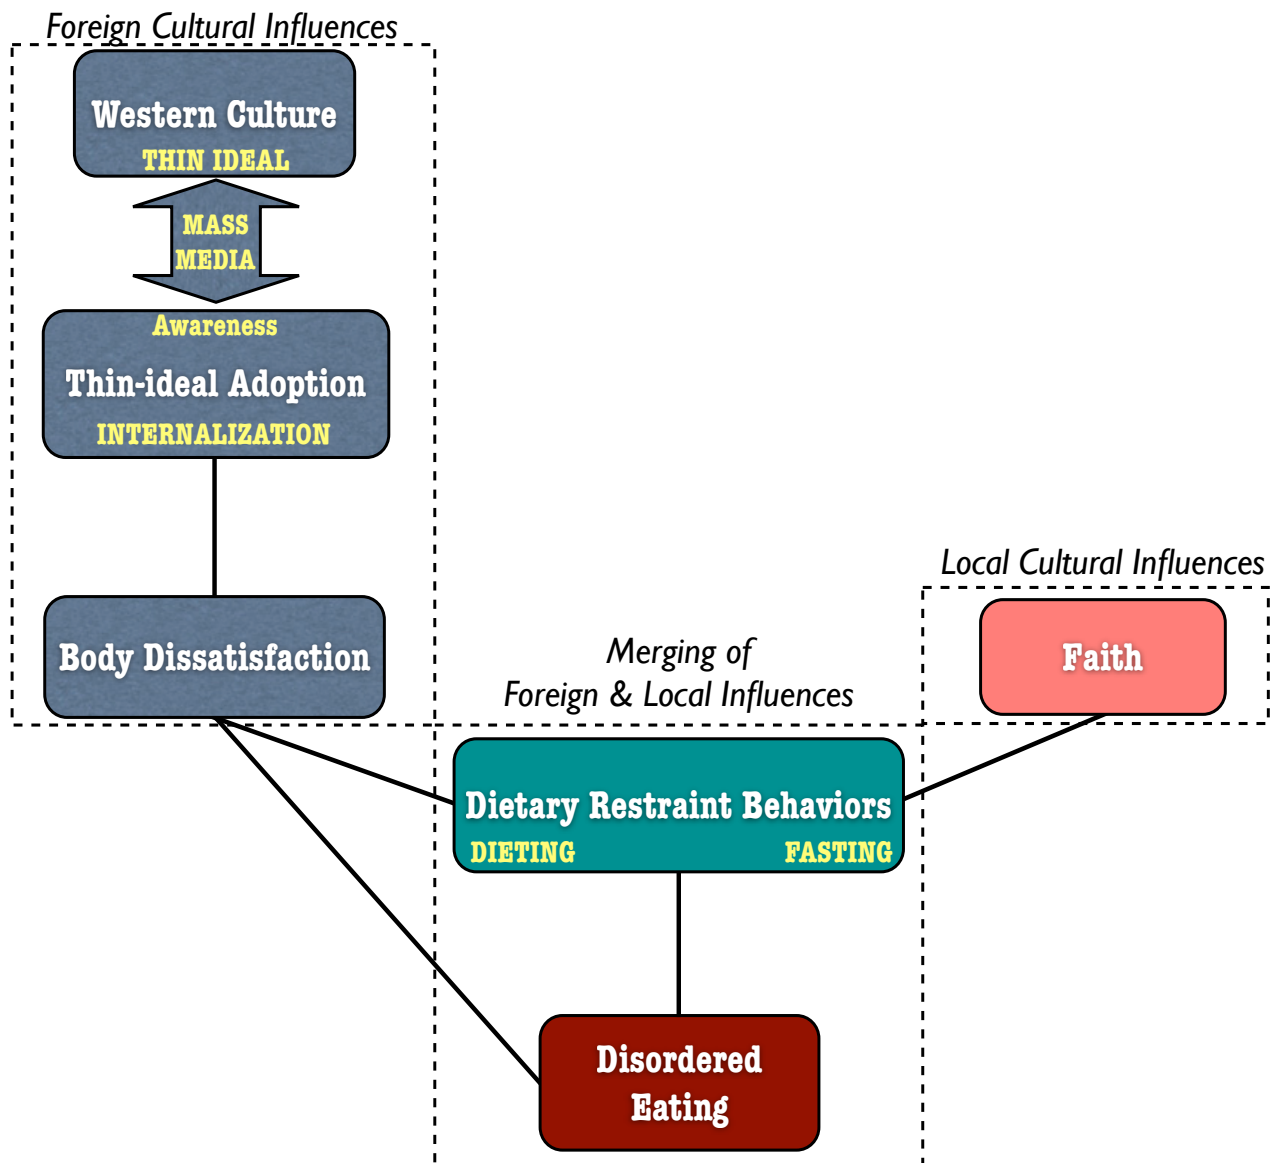 Foreign Cultural Influences
Western Culture
THIN IDEAL
MASS
MEDIA
Awareness
Thin-ideal Adoption
INTERNALIZATION
Body Dissatisfaction
Local Cultural Influences
Faith
Merging of
Foreign & Local Influences
Dietary Restraint Behaviors
DIETING FASTING
Disordered
Eating